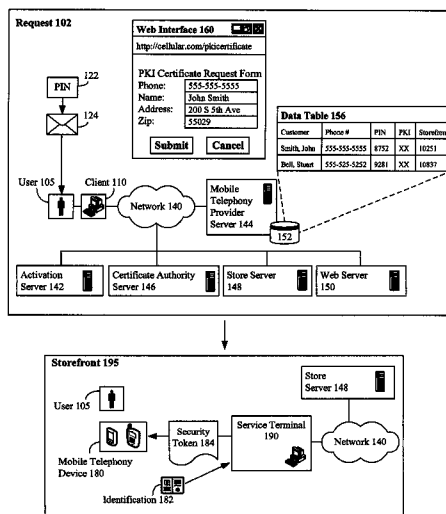 Request 102
Web Interface 160
http://cellular.com/pkicertificate
PKI Certificate Request Form
Phone: 555-555-5555
Name: John Smith
Address: 200 S 5th Ave
Zip: 55029
Submit Cancel
PIN
122
124
User 105
Client 110
Network 140
Mobile
Telephony
Provider
Server 144
152
Data Table 156
Customer Phone # PIN PKI Storefront
Smith, John 555-555-5555 8752 XX 10251
Bell, Stuart 555-525-5252 9281 XX 10837
Activation
Server 142
Certificate Authority
Server 146
Store Server
148
Web Server
150
Storefront 195
User 105
Mobile Telephony
Device 180
Security
Token 184
Identification 182
Service Terminal
190
Store
Server 148
Network 140